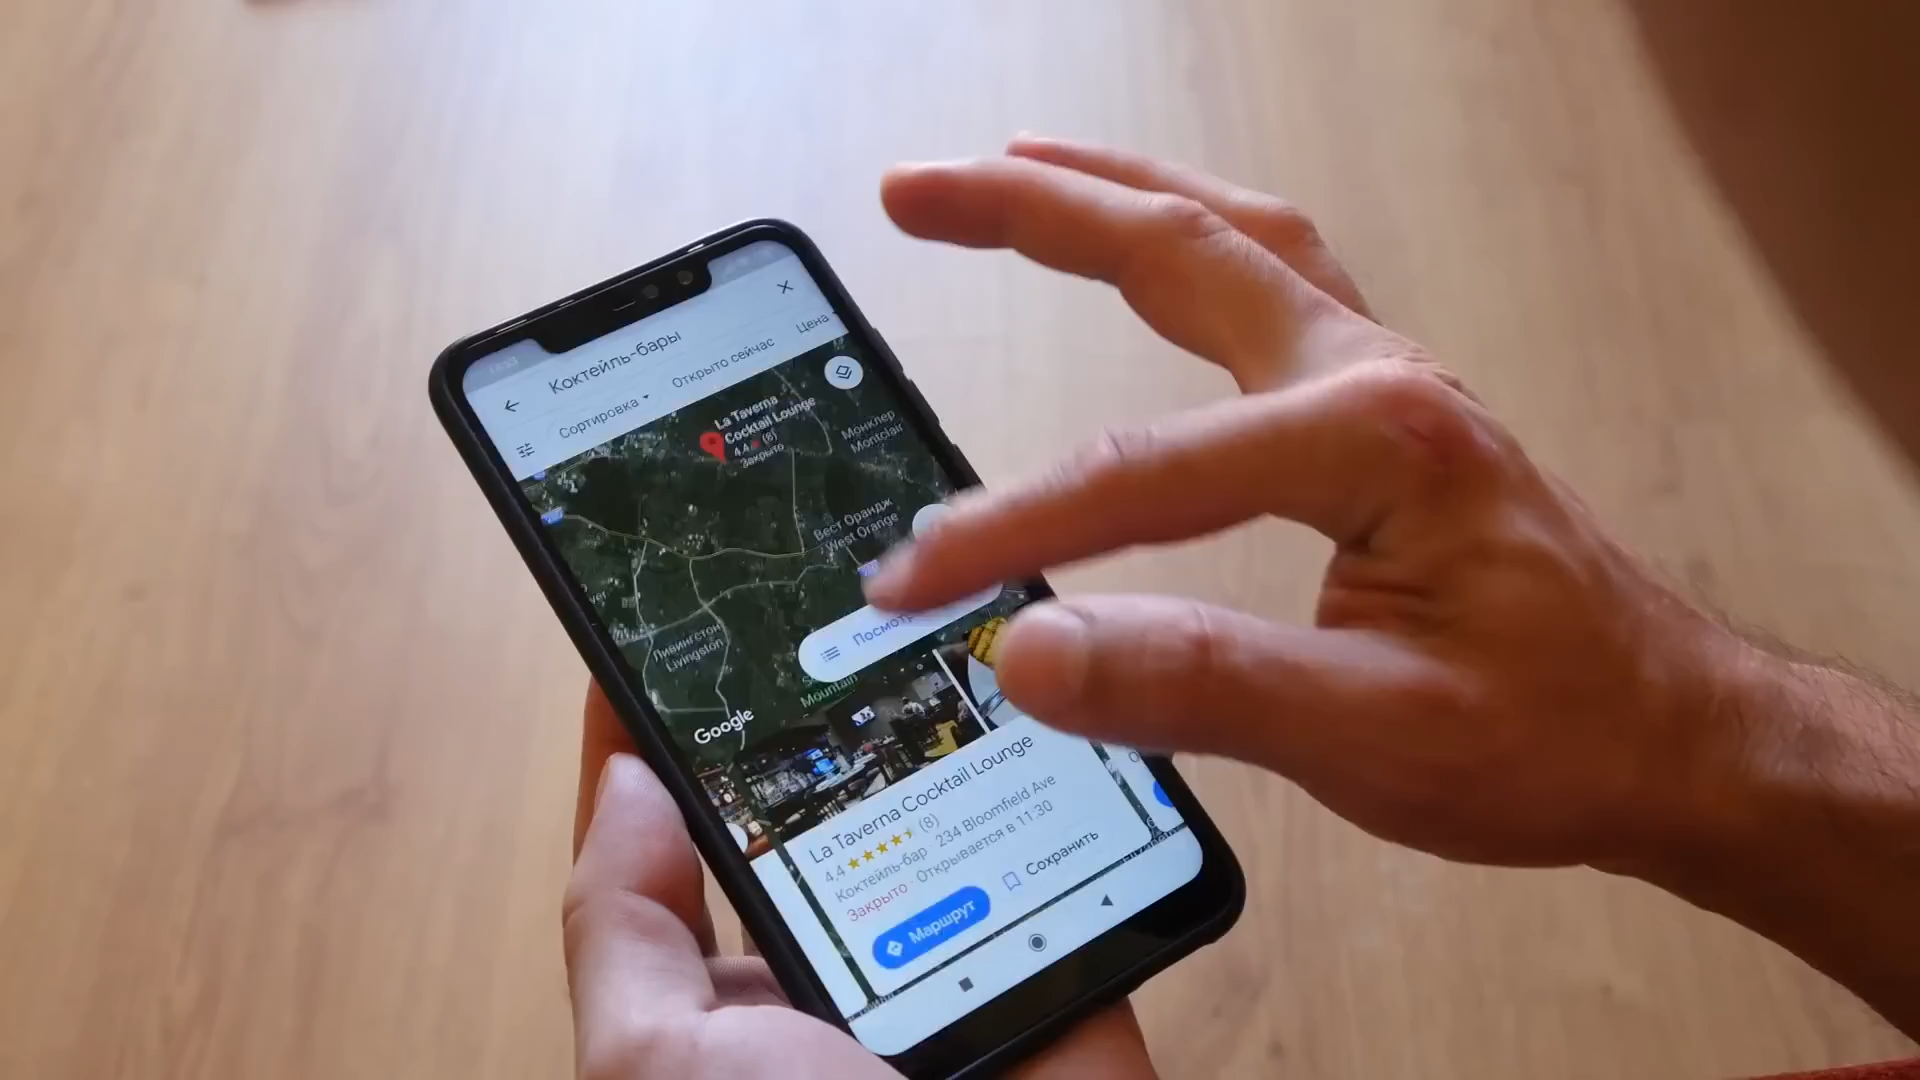 Коктейль-бары
Сортировка
Открыто сейчас
Цена
La Taverna
Cocktail Lounge
4,4 (8)
Закрыто
Монклер
Montclair
Вест Орандж
West Orange
Ливингстон
Livingston
Mountain
Google
La Taverna Cocktail Lounge
4,4 (8)
Коктейль-бар · 234 Bloomfield Ave
Закрыто · Открывается в 11:30
Маршрут
Сохранить